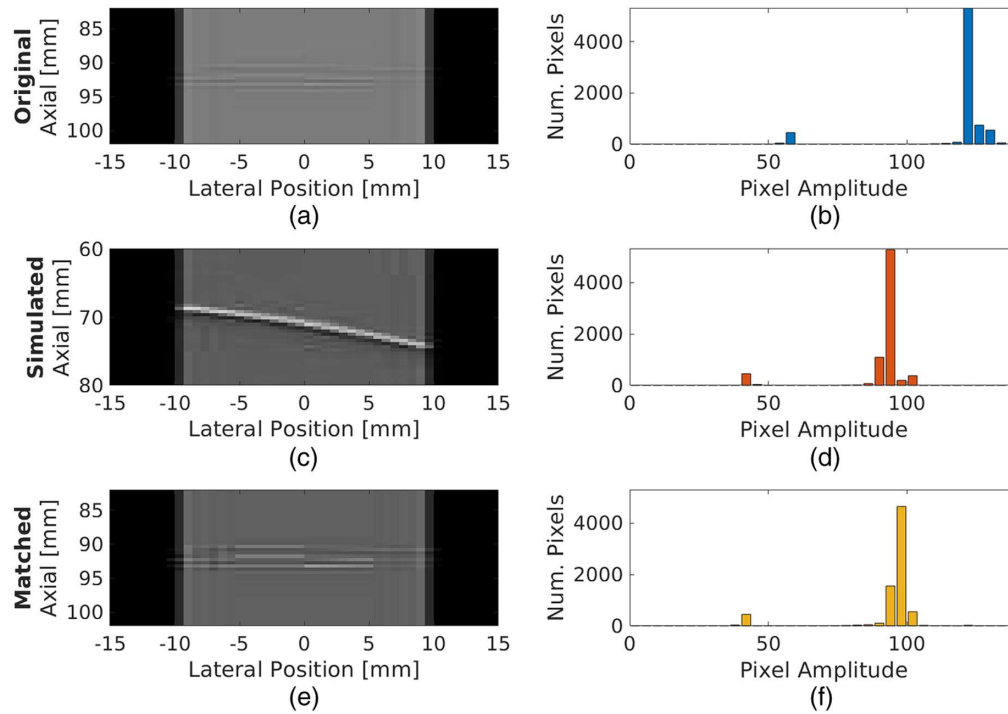 Original
Axial [mm]
85
90
95
100
-15 -10 -5 0 5 10 15
Lateral Position [mm]
(a)
Num. Pixels
4000
2000
0
0 50 100
Pixel Amplitude
(b)
Simulated
Axial [mm]
60
70
80
-15 -10 -5 0 5 10 15
Lateral Position [mm]
(c)
Num. Pixels
4000
2000
0
0 50 100
Pixel Amplitude
(d)
Matched
Axial [mm]
85
90
95
100
-15 -10 -5 0 5 10 15
Lateral Position [mm]
(e)
Num. Pixels
4000
2000
0
0 50 100
Pixel Amplitude
(f)